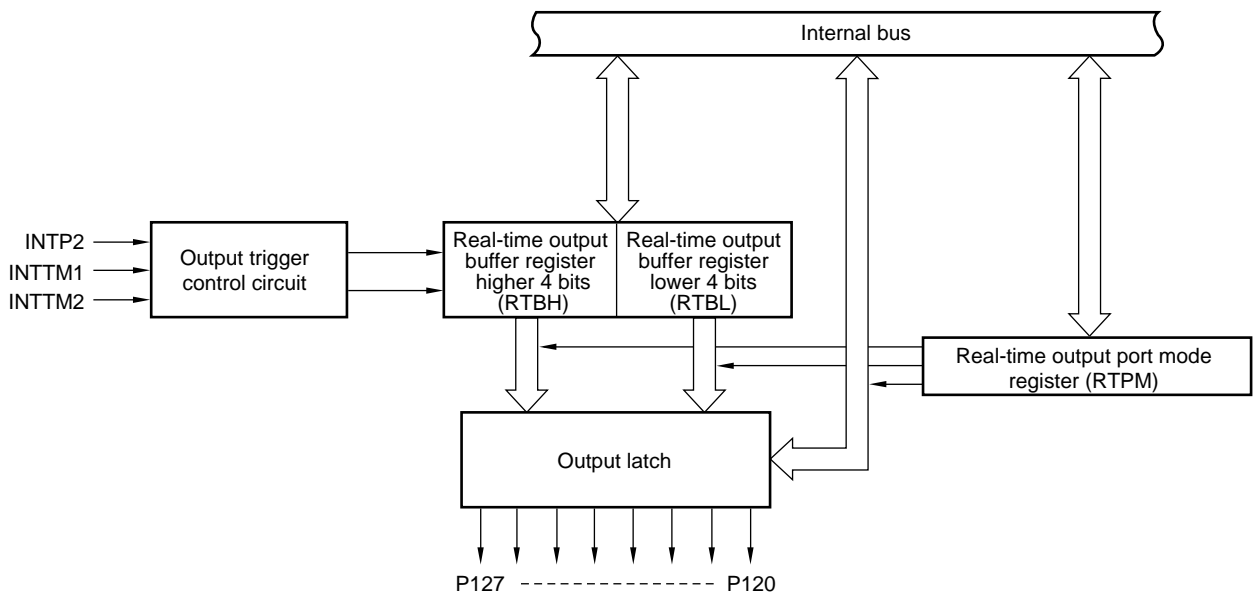 Internal bus
INTP2
INTTM1
INTTM2
Output trigger
control circuit
Real-time output
buffer register
higher 4 bits
(RTBH)
Real-time output
buffer register
lower 4 bits
(RTBL)
Real-time output port mode
register (RTPM)
Output latch
P127
P120